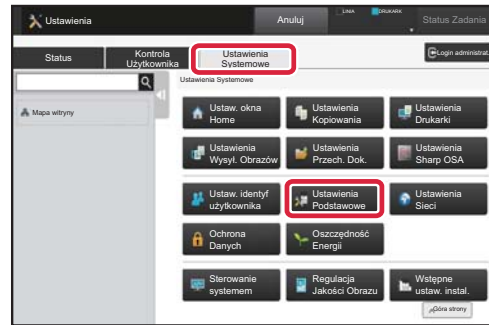 Ustawienia
Anuluj
LINIA
DRUKARK
Status Zadania
Status
Kontrola
Użytkownika
Ustawienia
Systemowe
Login administrat.
Ustawienia Systemowe
Mapa witryny
Ustaw. okna
Home
Ustawienia
Kopiowania
Ustawienia
Drukarki
Ustawienia
Wysył. Obrazów
Ustawienia
Przech. Dok.
Ustawienia
Sharp OSA
Ustaw. identyf
użytkownika
Ustawienia
Podstawowe
Ustawienia
Sieci
Ochrona
Danych
Oszczędność
Energii
Sterowanie
systemem
Regulacja
Jakości Obrazu
Wstępne
ustaw. instal.
Góra strony